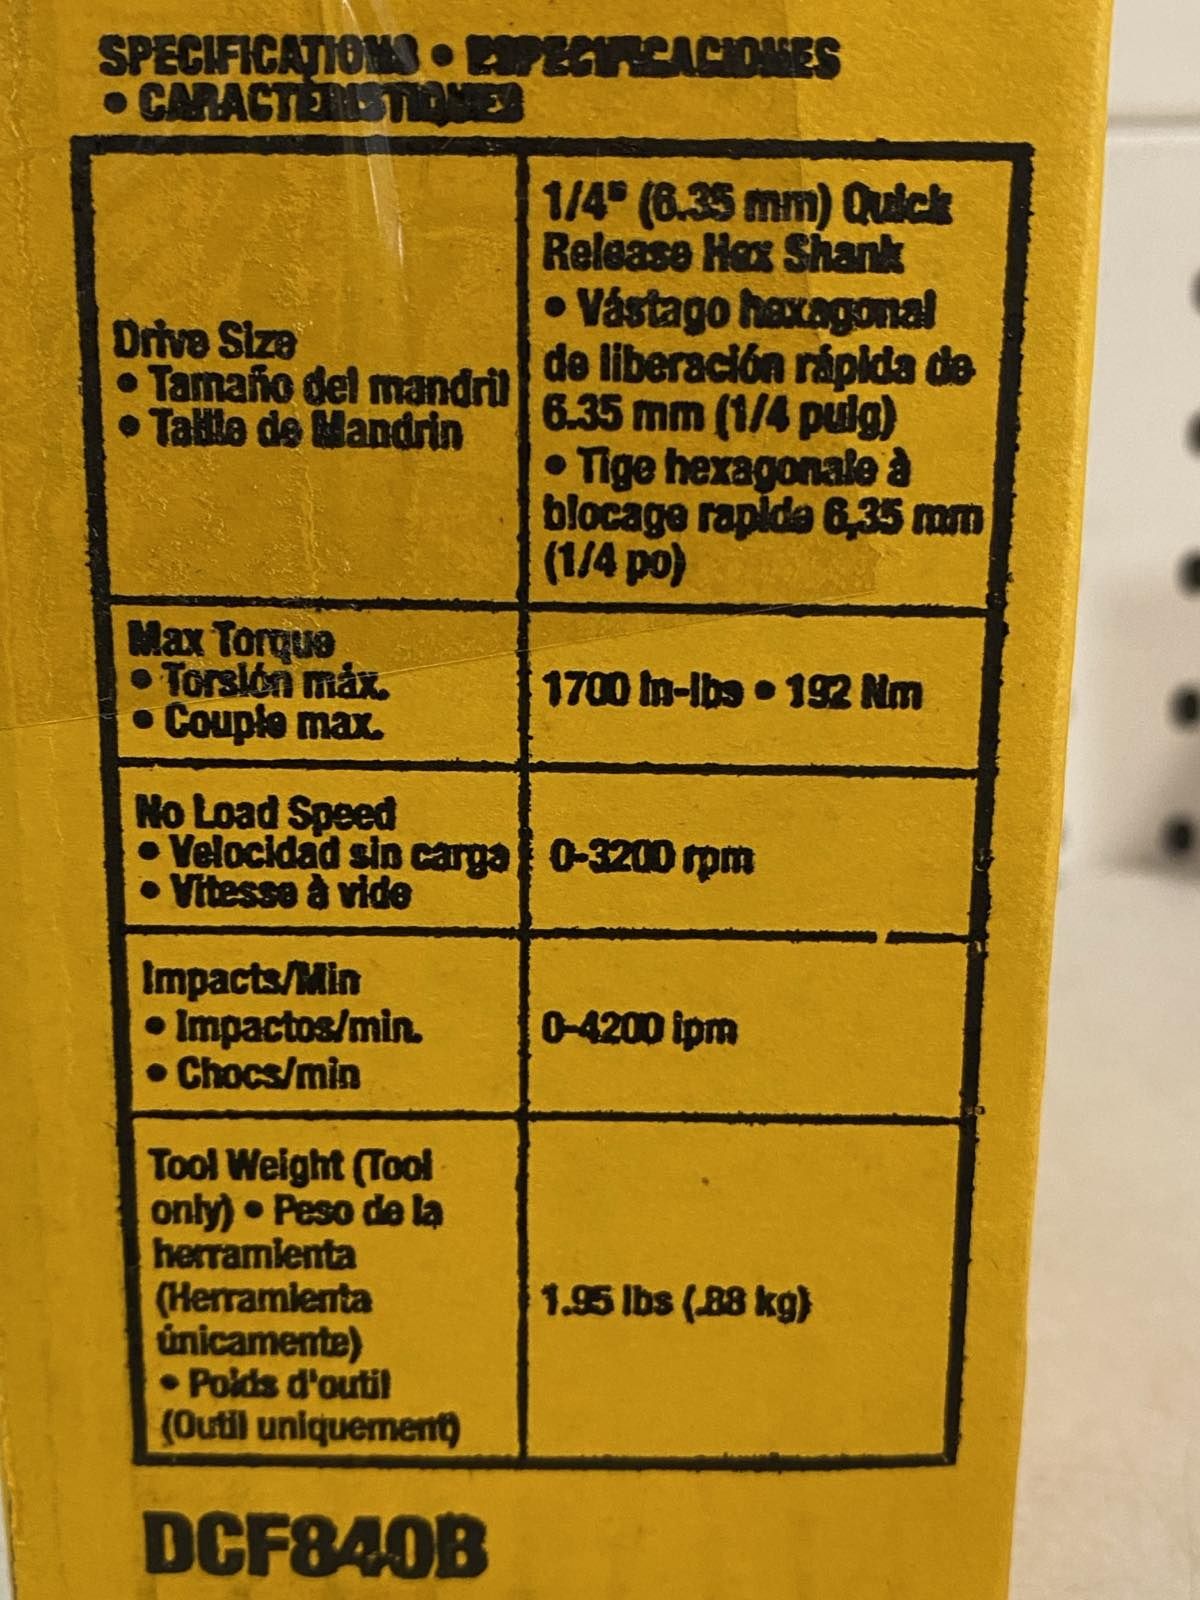 SPECIFICATIONS • ESPECIFICACIONES
• CARACTÉRISTIQUES
Drive Size
• Tamaño del mandril
• Taille de Mandrin
1/4" (6.35 mm) Quick
Release Hex Shank
• Vástago hexagonal
de liberación rápida de
6.35 mm (1/4 pulg)
• Tige hexagonale à
blocage rapide 6,35 mm
(1/4 po)
Max Torque
• Torsión máx.
• Couple max.
1700 In-lbs • 192 Nm
No Load Speed
• Velocidad sin carga
• Vitesse à vide
0-3200 rpm
Impacts/Min
• Impactos/min.
• Chocs/min
0-4200 ipm
Tool Weight (Tool
only) • Peso de la
herramienta
(Herramienta
únicamente)
• Poids d'outil
(Outil uniquement)
1.95 lbs (.88 kg)
DCF840B